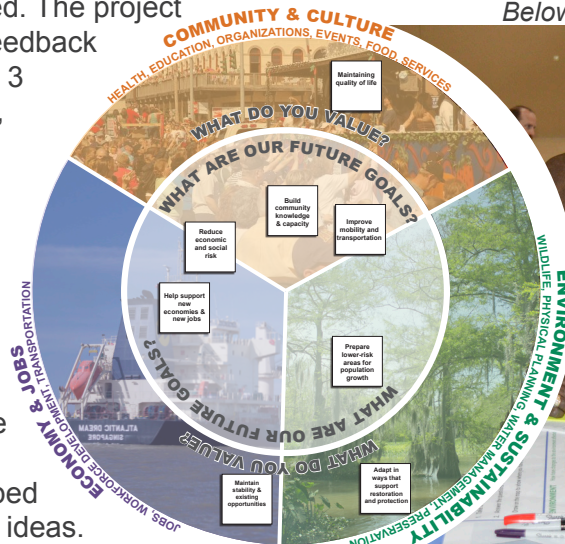 ed. The project
eedback
3
Below
COMMUNITY & CULTURE
HEALTH, EDUCATION, ORGANIZATIONS, EVENTS, FOOD, SERVICES
Maintaining
quality of life
WHAT DO YOU VALUE?
WHAT ARE OUR FUTURE GOALS?
Build
community
knowledge
& capacity
Improve
mobility and
transportation
Reduce
economic
and social
risk
Help support
new
economies &
new jobs
Prepare
lower-risk
areas for
population
growth
WHAT ARE OUR FUTURE GOALS?
WHAT DO YOU VALUE?
Maintain
stability &
existing
opportunities
Adapt in
ways that
support
restoration
and protection
ECONOMY & JOBS
JOBS, WORKFORCE DEVELOPMENT, TRANSPORTATION
ATLANTIC DREAM
SINGAPORE
ENVIRONMENT & SUSTAINABILITY
WILDLIFE, PHYSICAL PLANNING, WATER MANAGEMENT, PRESERVATION
e
ped
ideas.